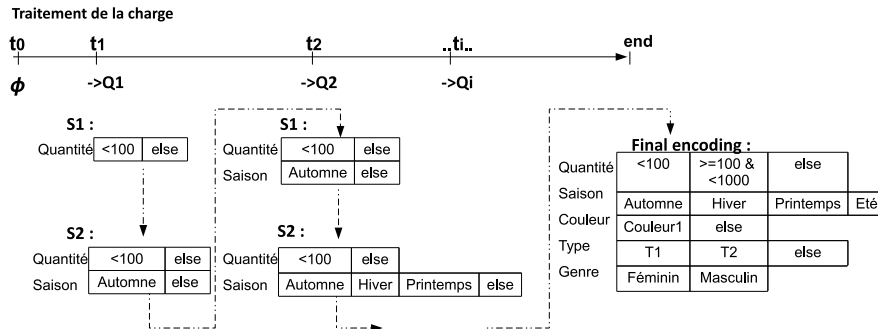 Traitement de la charge
t0 t1 t2 ..ti.. end
ϕ ->Q1 ->Q2 ->Qi
S1 :
Quantité <100 else
S2 :
Quantité <100 else
Saison Automne else
S1 :
Quantité <100 else
Saison Automne else
S2 :
Quantité <100 else
Saison Automne Hiver Printemps else
Final encoding :
Quantité <100 >=100 & <1000 else
Saison Automne Hiver Printemps Eté
Couleur Couleur1 else
Type T1 T2 else
Genre Féminin Masculin